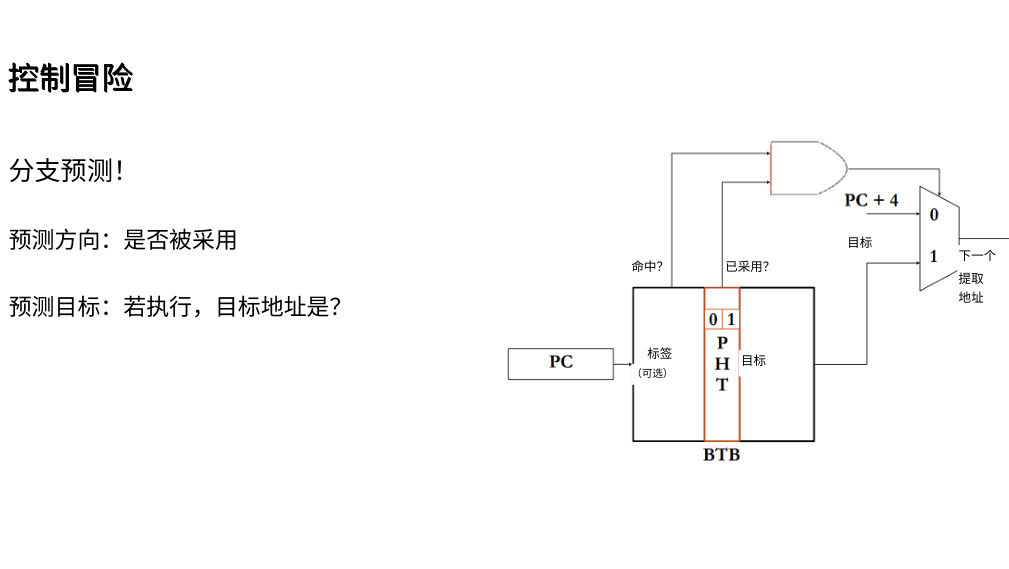 控制冒险
分支预测！
预测方向：是否被采用
预测目标：若执行，目标地址是？
PC + 4
0
目标
1
下一个
提取
地址
命中？
已采用？
0 1
PC
标签
（可选）
P
H
T
目标
BTB